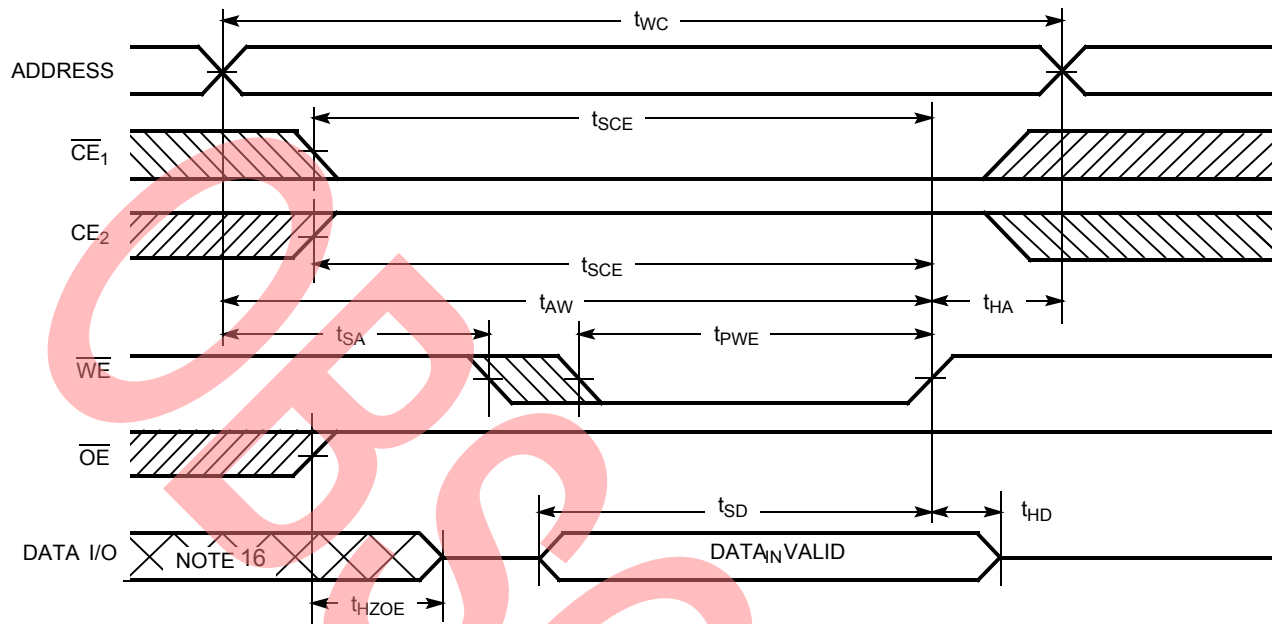 tWC
ADDRESS
tSCE
CE1
CE2
tSCE
tAW
tHA
tSA
tPWE
WE
OE
tSD
tHD
DATA I/O
NOTE 16
DATAIN VALID
tHZOE
OBS